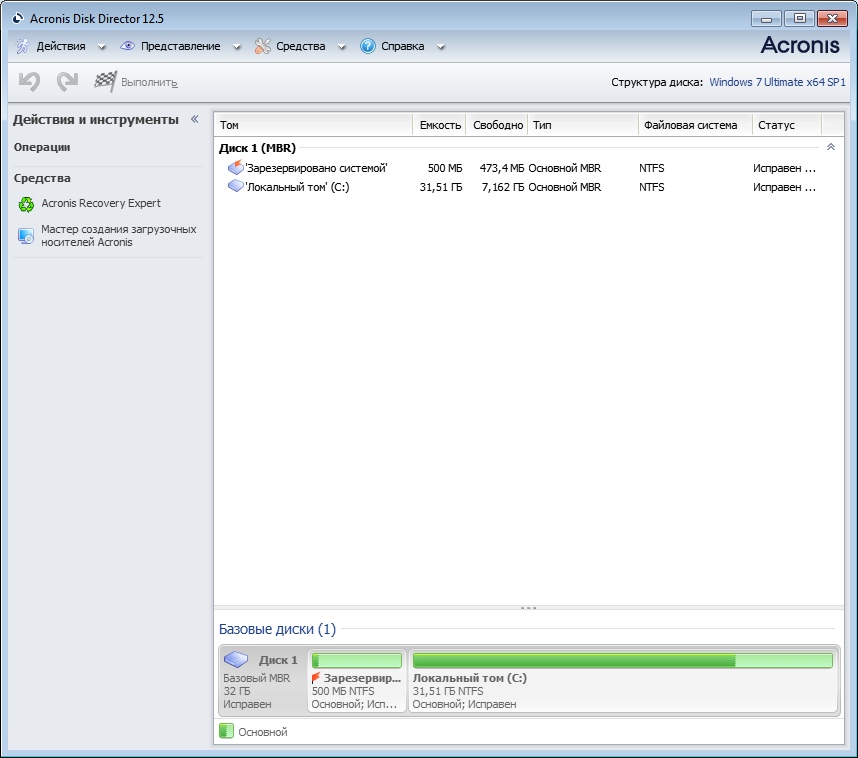 Acronis Disk Director 12.5
Действия Представление Средства Справка Acronis
Выполнить Структура диска: Windows 7 Ultimate x64 SP1
Действия и инструменты «
Операции
Средства
Acronis Recovery Expert
Мастер создания загрузочных
носителей Acronis
Том Емкость Свободно Тип Файловая система Статус
Диск 1 (MBR)
'Зарезервировано системой' 500 МБ 473,4 МБ Основной MBR NTFS Исправен ...
'Локальный том' (C:) 31,51 ГБ 7,162 ГБ Основной MBR NTFS Исправен ...
Базовые диски (1)
Диск 1
Базовый MBR
32 ГБ
Исправен
Зарезервир...
500 МБ NTFS
Основной; Исп...
Локальный том (C:)
31,51 ГБ NTFS
Основной; Исправен
Основной